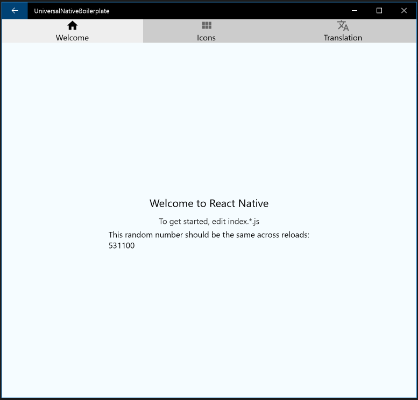 UniversalNativeBoilerplate
Welcome
Icons
Translation
Welcome to React Native
To get started, edit index.*.js
This random number should be the same across reloads:
531100